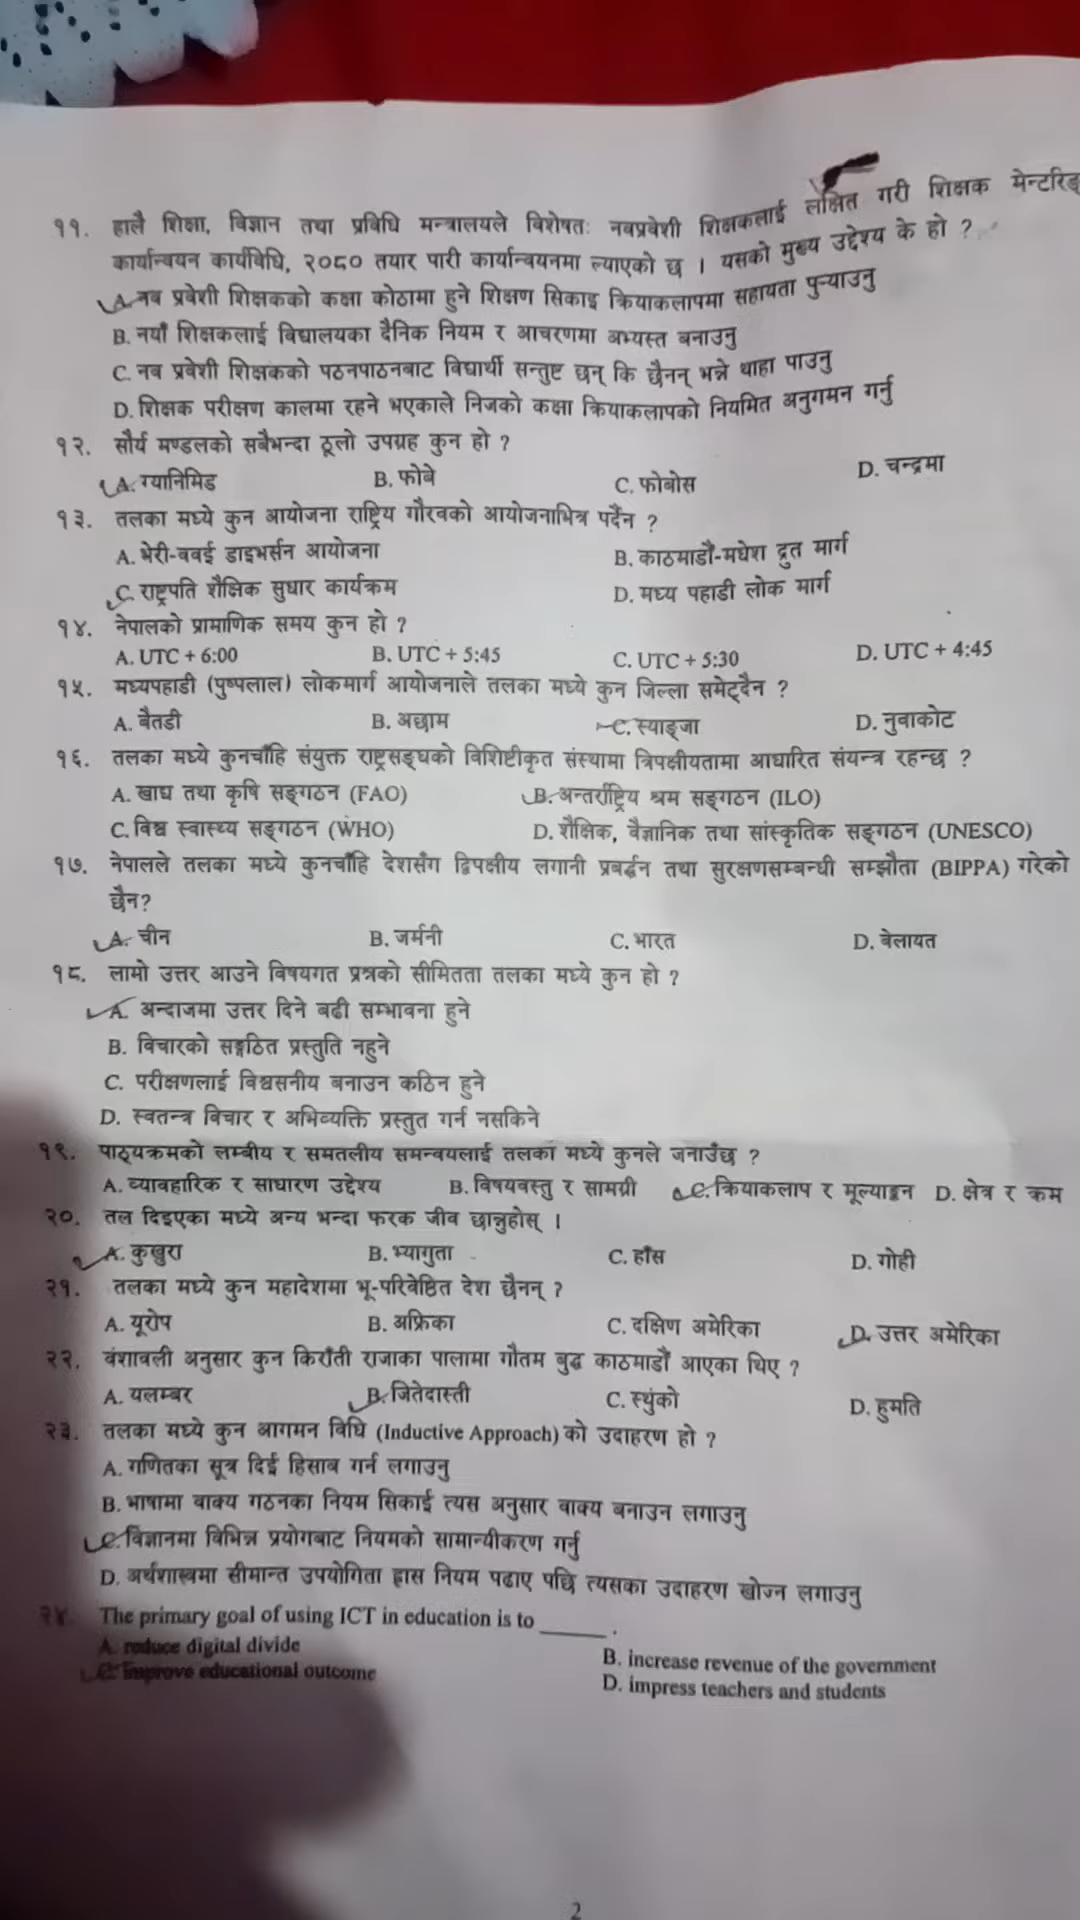 ११. हालै शिक्षा, विज्ञान तथा प्रविधि मन्त्रालयले विशेषतः नवप्रवेशी शिक्षकलाई लक्षित गरी शिक्षक मेन्टरिङ
कार्यान्वयन कार्यविधि, २०८० तयार पारी कार्यान्वयनमा ल्याएको छ । यसको मुख्य उद्देश्य के हो ?
A. नव प्रवेशी शिक्षकको कक्षा कोठामा हुने शिक्षण सिकाइ क्रियाकलापमा सहायता पुऱ्याउनु
B. नयाँ शिक्षकलाई विद्यालयका दैनिक नियम र आचरणमा अभ्यस्त बनाउनु
C. नव प्रवेशी शिक्षकको पठनपाठनबाट विद्यार्थी सन्तुष्ट छन् कि छैनन् भन्ने थाहा पाउनु
D. शिक्षक परीक्षण कालमा रहने भएकाले निजको कक्षा क्रियाकलापको नियमित अनुगमन गर्नु
१२. सौर्य मण्डलको सबैभन्दा ठूलो उपग्रह कुन हो ?
A. ग्यानिमिड B. फोबे C. फोबोस D. चन्द्रमा
१३. तलका मध्ये कुन आयोजना राष्ट्रिय गौरवको आयोजनाभित्र पर्दैन ?
A. भेरी-बबई डाइभर्सन आयोजना B. काठमाडौं-मधेश द्रुत मार्ग
C. राष्ट्रपति शैक्षिक सुधार कार्यक्रम D. मध्य पहाडी लोक मार्ग
१४. नेपालको प्रामाणिक समय कुन हो ?
A. UTC + 6:00 B. UTC + 5:45 C. UTC + 5:30 D. UTC + 4:45
१५. मध्यपहाडी (पुष्पलाल) लोकमार्ग आयोजनाले तलका मध्ये कुन जिल्ला समेट्दैन ?
A. बैतडी B. अछाम C. स्याङ्जा D. नुवाकोट
१६. तलका मध्ये कुनचाँहि संयुक्त राष्ट्रसङ्घको विशिष्टीकृत संस्थामा त्रिपक्षीयतामा आधारित संयन्त्र रहन्छ ?
A. खाद्य तथा कृषि सङ्गठन (FAO) B. अन्तर्राष्ट्रिय श्रम सङ्गठन (ILO)
C. विश्व स्वास्थ्य सङ्गठन (WHO) D. शैक्षिक, वैज्ञानिक तथा सांस्कृतिक सङ्गठन (UNESCO)
१७. नेपालले तलका मध्ये कुनचाँहि देशसँग द्विपक्षीय लगानी प्रबर्द्धन तथा सुरक्षणसम्बन्धी सम्झौता (BIPPA) गरेको
छैन?
A. चीन B. जर्मनी C. भारत D. बेलायत
१८. लामो उत्तर आउने विषयगत प्रश्नको सीमितता तलका मध्ये कुन हो ?
A. अन्दाजमा उत्तर दिने बढी सम्भावना हुने
B. विचारको सङ्गठित प्रस्तुति नहुने
C. परीक्षणलाई विश्वसनीय बनाउन कठिन हुने
D. स्वतन्त्र विचार र अभिव्यक्ति प्रस्तुत गर्न नसकिने
१९. पाठ्यक्रमको लम्बीय र समतलीय समन्वयलाई तलका मध्ये कुनले जनाउँछ ?
A. व्यावहारिक र साधारण उद्देश्य B. विषयवस्तु र सामग्री C. क्रियाकलाप र मूल्याङ्कन D. क्षेत्र र क्रम
२०. तल दिइएका मध्ये अन्य भन्दा फरक जीव छान्नुहोस् ।
A. कुखुरा B. भ्यागुता C. हाँस D. गोही
२१. तलका मध्ये कुन महादेशमा भू-परिवेष्ठित देश छैनन् ?
A. यूरोप B. अफ्रिका C. दक्षिण अमेरिका D. उत्तर अमेरिका
२२. वंशावली अनुसार कुन किराँती राजाका पालामा गौतम बुद्ध काठमाडौं आएका थिए ?
A. यलम्बर B. जितेदास्ती C. स्थुंको D. हुमति
२३. तलका मध्ये कुन आगमन विधि (Inductive Approach) को उदाहरण हो ?
A. गणितका सूत्र दिई हिसाब गर्न लगाउनु
B. भाषामा वाक्य गठनका नियम सिकाई त्यस अनुसार वाक्य बनाउन लगाउनु
C. विज्ञानमा विभिन्न प्रयोगबाट नियमको सामान्यीकरण गर्नु
D. अर्थशास्त्रमा सीमान्त उपयोगिता ह्रास नियम पढाए पछि त्यसका उदाहरण खोज्न लगाउनु
२४. The primary goal of using ICT in education is to ______.
A. reduce digital divide B. increase revenue of the government
C. improve educational outcome D. impress teachers and students
2